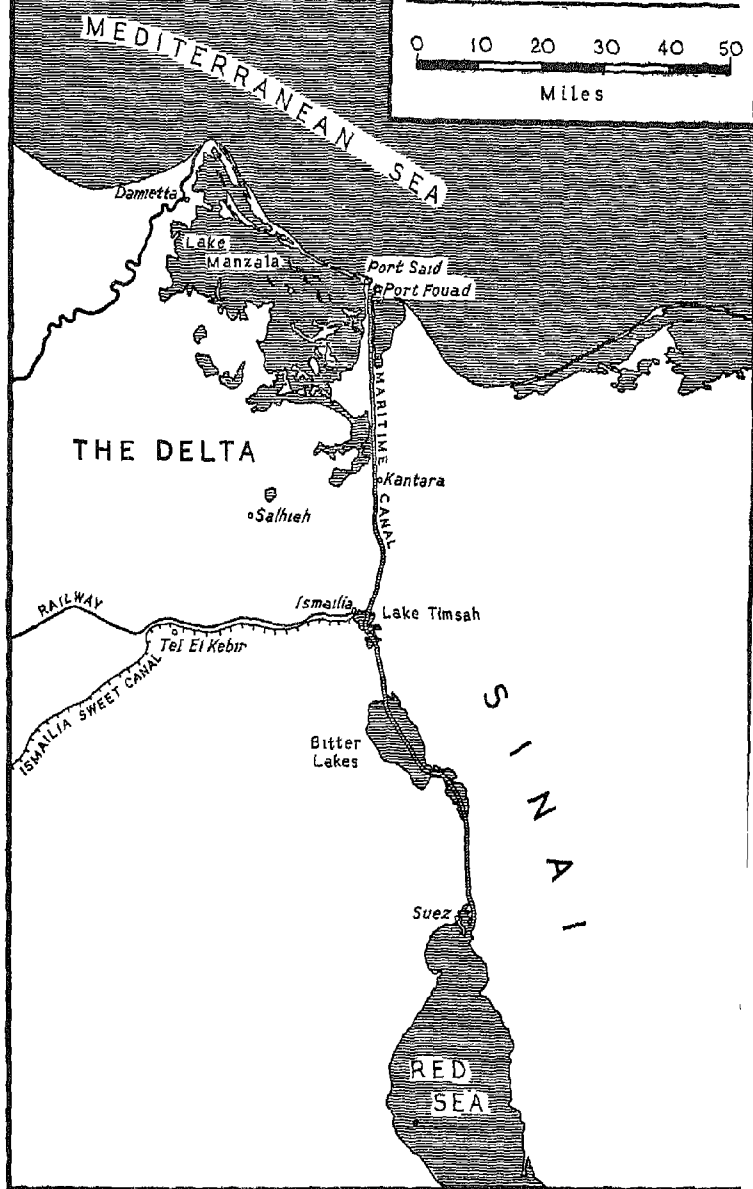 0 10 20 30 40 50
Miles
MEDITERRANEAN SEA
Damietta
Lake
Manzala
Port Said
Port Fouad
MARITIME CANAL
THE DELTA
Kantara
Salhieh
RAILWAY
Ismailia
Lake Timsah
Tel El Kebir
ISMAILIA SWEET CANAL
SINAI
Bitter
Lakes
Suez
RED
SEA